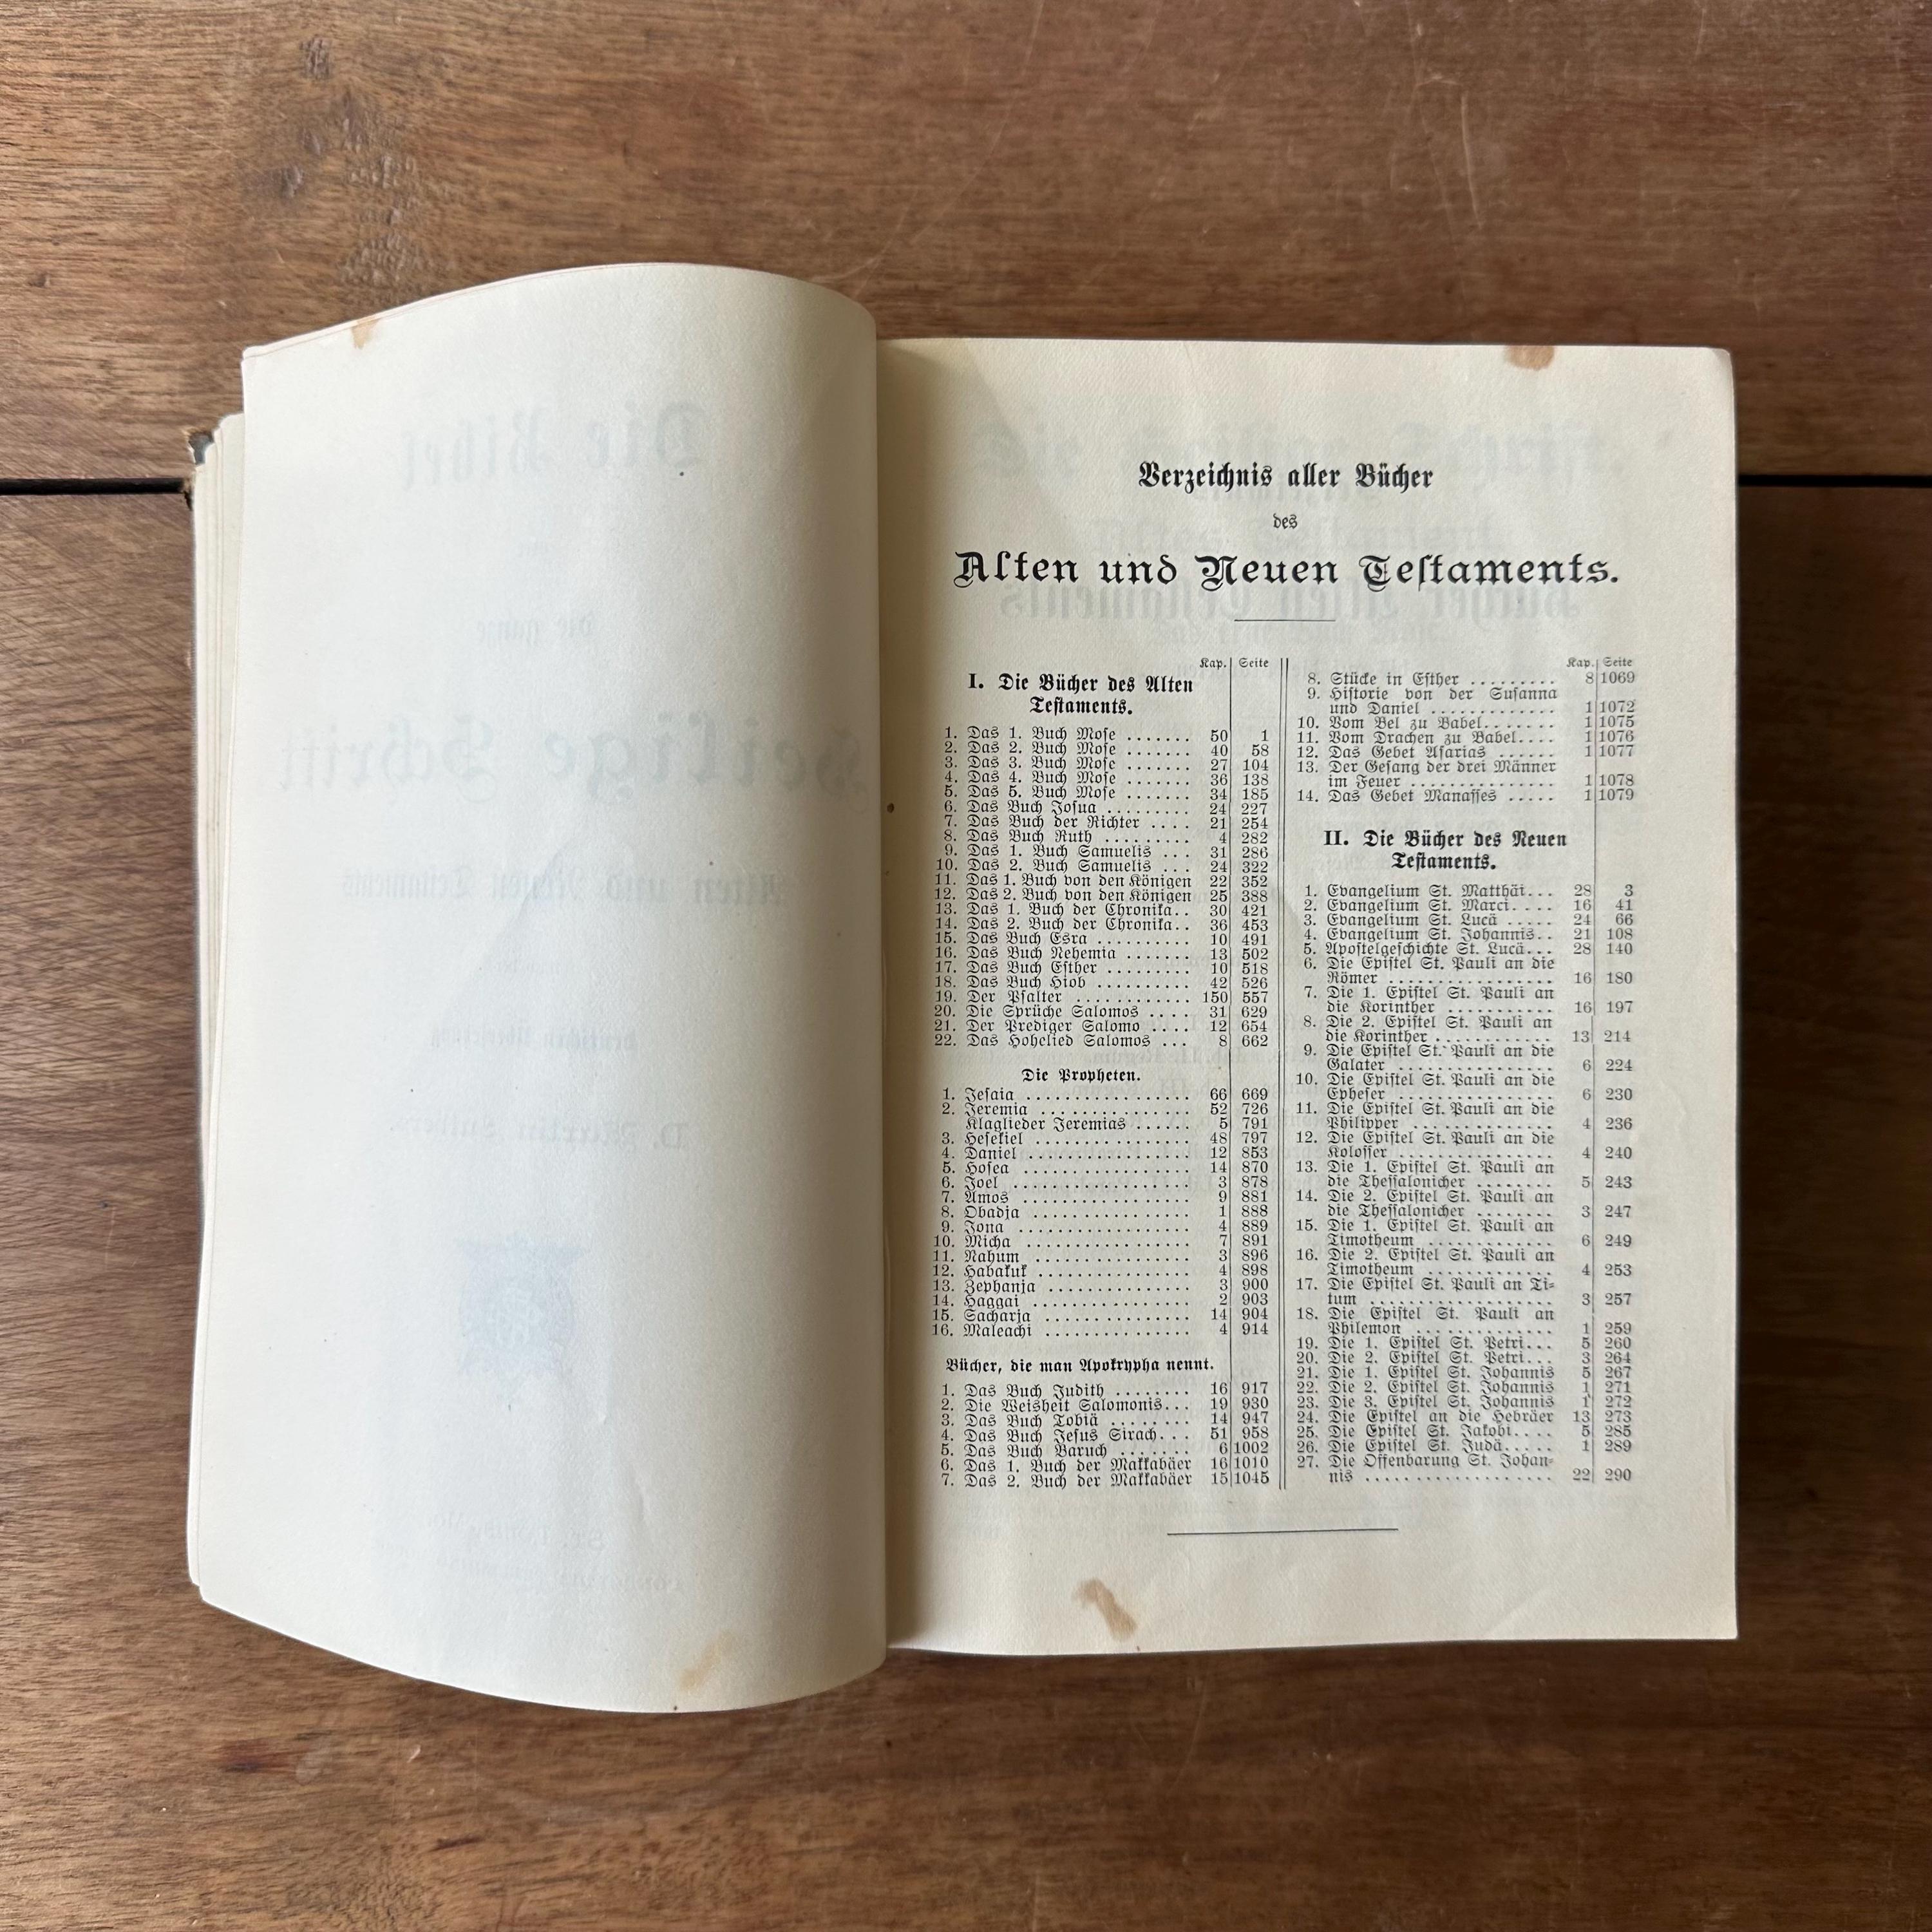 Verzeichnis aller Bücher
des
Alten und Neuen Testaments.
Kap. Seite
I. Die Bücher des Alten
Testaments.
1. Das 1. Buch Mose ....... 50 1
2. Das 2. Buch Mose ....... 40 58
3. Das 3. Buch Mose ....... 27 104
4. Das 4. Buch Mose ....... 36 138
5. Das 5. Buch Mose ....... 34 185
6. Das Buch Josua ......... 24 227
7. Das Buch der Richter .... 21 254
8. Das Buch Ruth ......... 4 282
9. Das 1. Buch Samuelis ... 31 286
10. Das 2. Buch Samuelis ... 24 322
11. Das 1. Buch von den Königen 22 352
12. Das 2. Buch von den Königen 25 388
13. Das 1. Buch der Chronika.. 30 421
14. Das 2. Buch der Chronika.. 36 453
15. Das Buch Esra .......... 10 491
16. Das Buch Nehemia ....... 13 502
17. Das Buch Esther ......... 10 518
18. Das Buch Hiob .......... 42 526
19. Der Psalter ............ 150 557
20. Die Sprüche Salomos .... 31 629
21. Der Prediger Salomo .... 12 654
22. Das Hohelied Salomos ... 8 662
Die Propheten.
1. Jesaia ................. 66 669
2. Jeremia ................ 52 726
Klaglieder Jeremias ...... 5 791
3. Hesekiel ................ 48 797
4. Daniel ................. 12 853
5. Hosea ................. 14 870
6. Joel .................. 3 878
7. Amos .................. 9 881
8. Obadja ................ 1 888
9. Jona .................. 4 889
10. Micha ................. 7 891
11. Nahum ................ 3 896
12. Habakuk ................ 4 898
13. Zephanja ............... 3 900
14. Haggai ................ 2 903
15. Sacharja ................ 14 904
16. Maleachi ............... 4 914
Bücher, die man Apokrypha nennt.
1. Das Buch Judith ........ 16 917
2. Die Weisheit Salomonis... 19 930
3. Das Buch Tobiä ........ 14 947
4. Das Buch Jesus Sirach... 51 958
5. Das Buch Baruch ....... 6 1002
6. Das 1. Buch der Makkabäer 16 1010
7. Das 2. Buch der Makkabäer 15 1045
Kap. Seite
8. Stücke in Esther ......... 8 1069
9. Historie von der Susanna
und Daniel ............. 1 1072
10. Vom Bel zu Babel....... 1 1075
11. Vom Drachen zu Babel.... 1 1076
12. Das Gebet Asarias ...... 1 1077
13. Der Gesang der drei Männer
im Feuer ............... 1 1078
14. Das Gebet Manasses ..... 1 1079
II. Die Bücher des Neuen
Testaments.
1. Evangelium St. Matthäi... 28 3
2. Evangelium St. Marci.... 16 41
3. Evangelium St. Lucä ..... 24 66
4. Evangelium St. Johannis.. 21 108
5. Apostelgeschichte St. Lucä... 28 140
6. Die Epistel St. Pauli an die
Römer ................. 16 180
7. Die 1. Epistel St. Pauli an
die Korinther ........... 16 197
8. Die 2. Epistel St. Pauli an
die Korinther ............ 13 214
9. Die Epistel St. Pauli an die
Galater ................ 6 224
10. Die Epistel St. Pauli an die
Epheser ................ 6 230
11. Die Epistel St. Pauli an die
Philipper ............... 4 236
12. Die Epistel St. Pauli an die
Kolosser ................ 4 240
13. Die 1. Epistel St. Pauli an
die Thessalonicher ........ 5 243
14. Die 2. Epistel St. Pauli an
die Thessalonicher ........ 3 247
15. Die 1. Epistel St. Pauli an
Timotheum ............. 6 249
16. Die 2. Epistel St. Pauli an
Timotheum ............. 4 253
17. Die Epistel St. Pauli an Ti-
tum ................... 3 257
18. Die Epistel St. Pauli an
Philemon .............. 1 259
19. Die 1. Epistel St. Petri... 5 260
20. Die 2. Epistel St. Petri... 3 264
21. Die 1. Epistel St. Johannis 5 267
22. Die 2. Epistel St. Johannis 1 271
23. Die 3. Epistel St. Johannis 1 272
24. Die Epistel an die Hebräer 13 273
25. Die Epistel St. Jakobi.... 5 285
26. Die Epistel St. Judä..... 1 289
27. Die Offenbarung St. Johan-
nis ................... 22 290